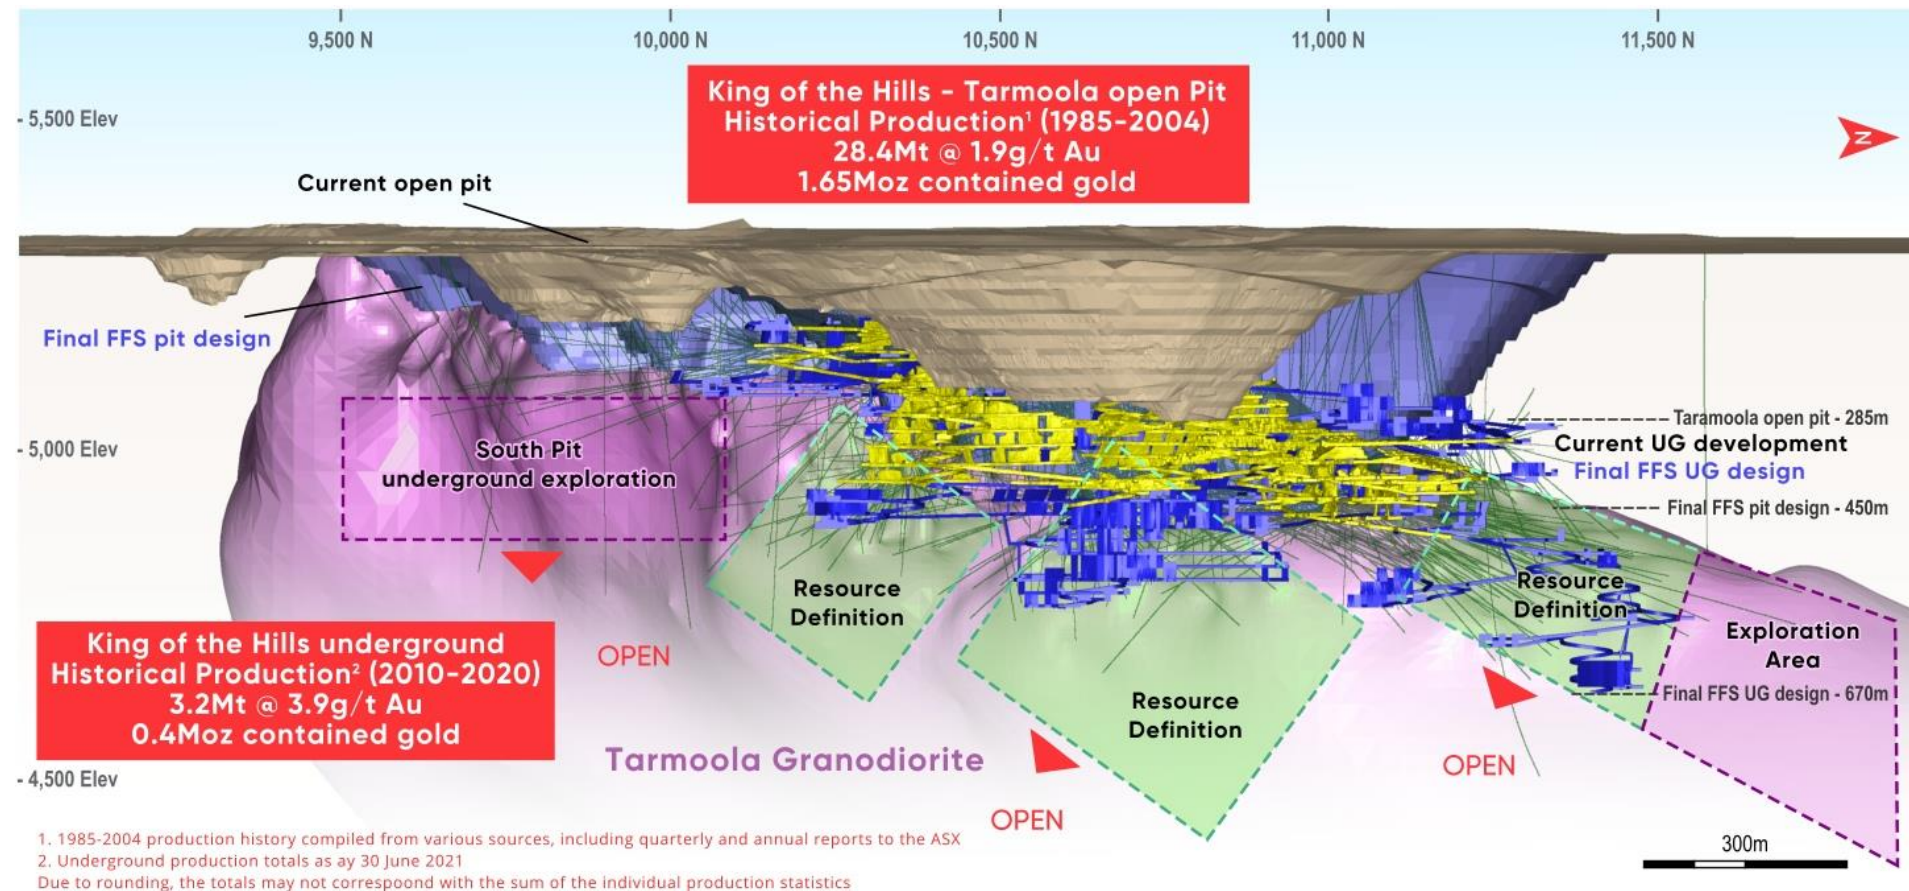 9,500 N
10,000 N
10,500 N
11,000 N
11,500 N
- 5,500 Elev
King of the Hills - Tarmoola open Pit
Historical Production¹ (1985-2004)
28.4Mt @ 1.9g/t Au
1.65Moz contained gold
N
Current open pit
Final FFS pit design
- 5,000 Elev
South Pit
underground exploration
Taramoola open pit - 285m
Current UG development
Final FFS UG design
Final FFS pit design - 450m
Resource
Definition
Resource
Definition
Exploration
Area
King of the Hills underground
Historical Production² (2010-2020)
3.2Mt @ 3.9g/t Au
0.4Moz contained gold
OPEN
Final FFS UG design - 670m
Resource
Definition
Tarmoola Granodiorite
OPEN
- 4,500 Elev
OPEN
1. 1985-2004 production history compiled from various sources, including quarterly and annual reports to the ASX
2. Underground production totals as ay 30 June 2021
Due to rounding, the totals may not correspoond with the sum of the individual production statistics
300m